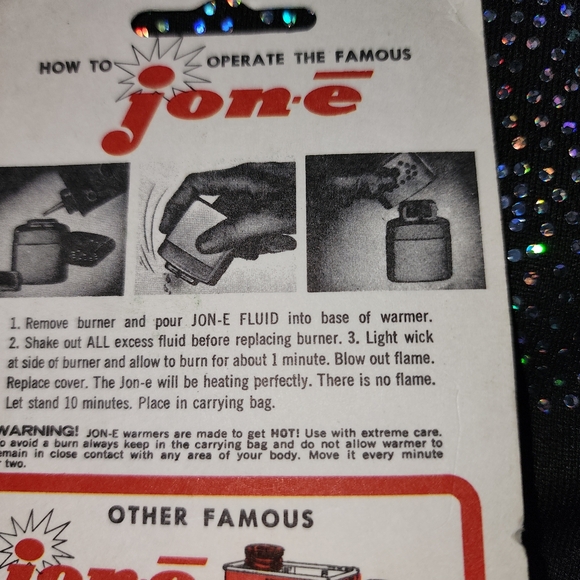 HOW TO OPERATE THE FAMOUS
jon-ē
1. Remove burner and pour JON-E FLUID into base of warmer.
2. Shake out ALL excess fluid before replacing burner. 3. Light wick
at side of burner and allow to burn for about 1 minute. Blow out flame.
Replace cover. The Jon-e will be heating perfectly. There is no flame.
Let stand 10 minutes. Place in carrying bag.
WARNING! JON-E warmers are made to get HOT! Use with extreme care.
o avoid a burn always keep in the carrying bag and do not allow warmer to
emain in close contact with any area of your body. Move it every minute
r two.
OTHER FAMOUS
jon-ē